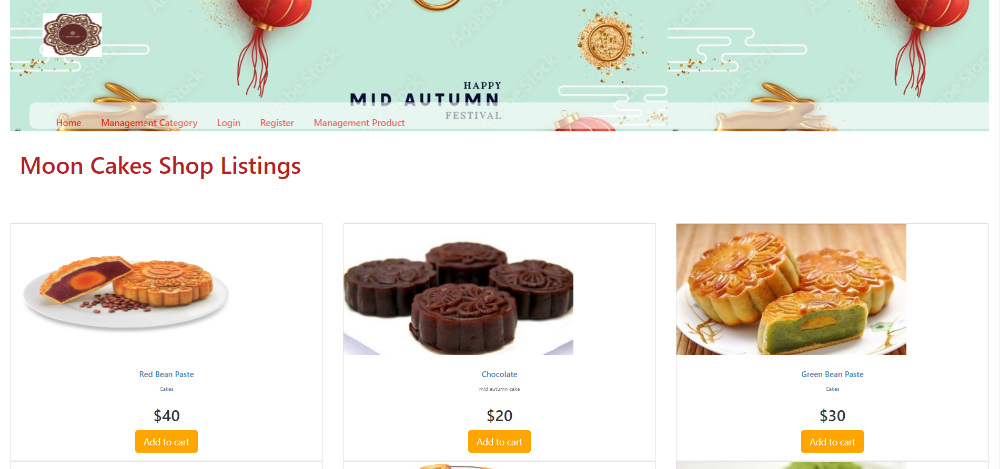 Adobe Stock
HAPPY
MID AUTUMN
FESTIVAL
Home Management Category Login Register Management Product
Moon Cakes Shop Listings
Red Bean Paste
Cakes
$40
Add to cart
Chocolate
mid autumn cake
$20
Add to cart
Green Bean Paste
Cakes
$30
Add to cart